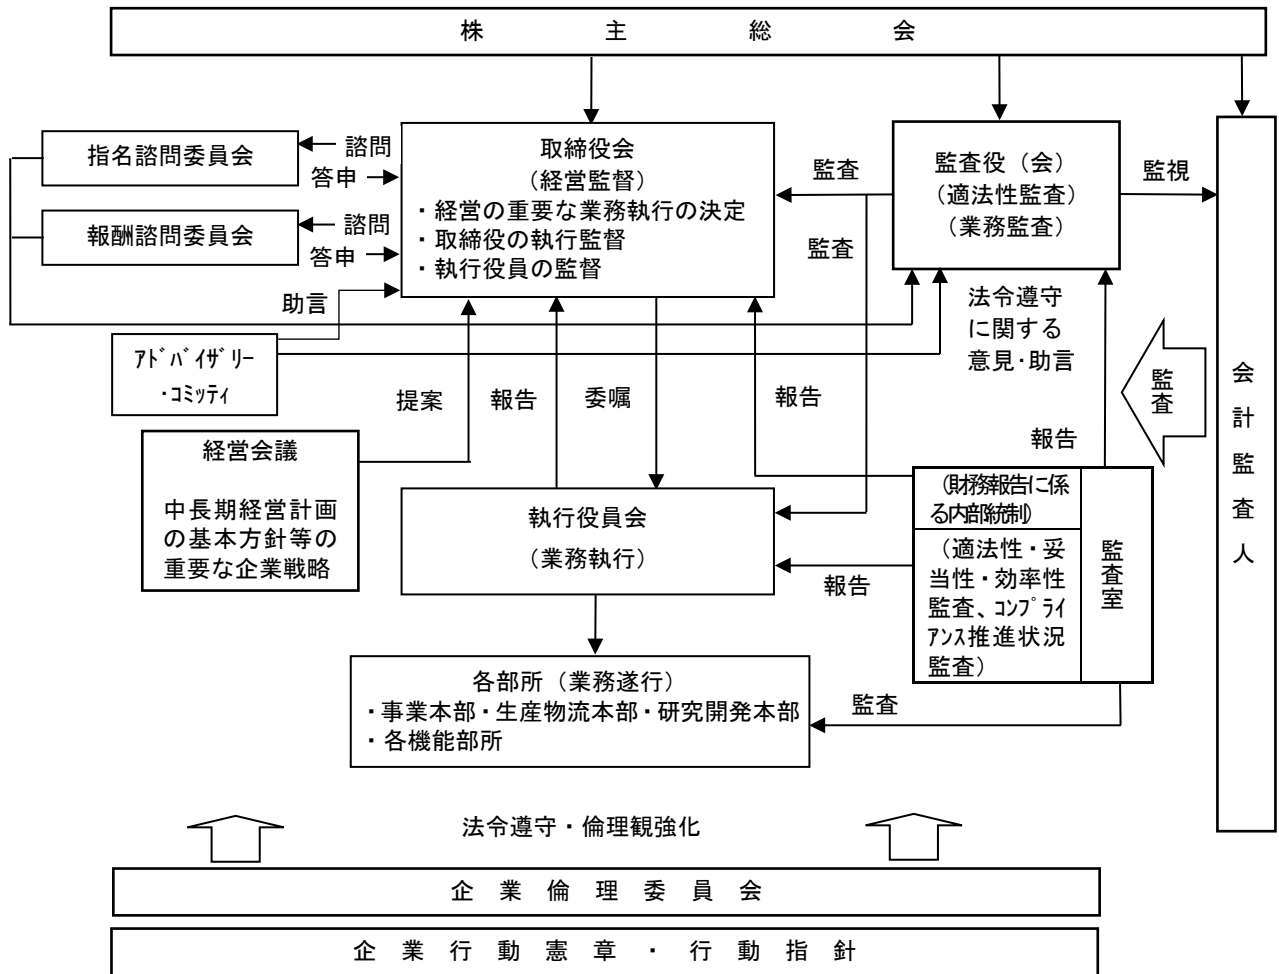 株主総会
指名諮問委員会
諮問
答申
報酬諮問委員会
諮問
答申
助言
取締役会
(経営監督)
・経営の重要な業務執行の決定
・取締役の執行監督
・執行役員の監督
監査
監査
監査役(会)
(適法性監査)
(業務監査)
監視
法令遵守
に関する
意見・助言
ｱﾄﾞﾊﾞｲｻﾞﾘｰ
・ｺﾐｯﾃｨ
提案
報告
委嘱
報告
報告
監査
会計監査人
経営会議
中長期経営計画
の基本方針等の
重要な企業戦略
執行役員会
(業務執行)
報告
(財務報告に係
る内部統制)
(適法性・妥
当性・効率性
監査、ｺﾝﾌﾟﾗｲ
ｱﾝｽ推進状況
監査)
監査室
各部所(業務遂行)
・事業本部・生産物流本部・研究開発本部
・各機能部所
監査
法令遵守・倫理観強化
企業倫理委員会
企業行動憲章・行動指針